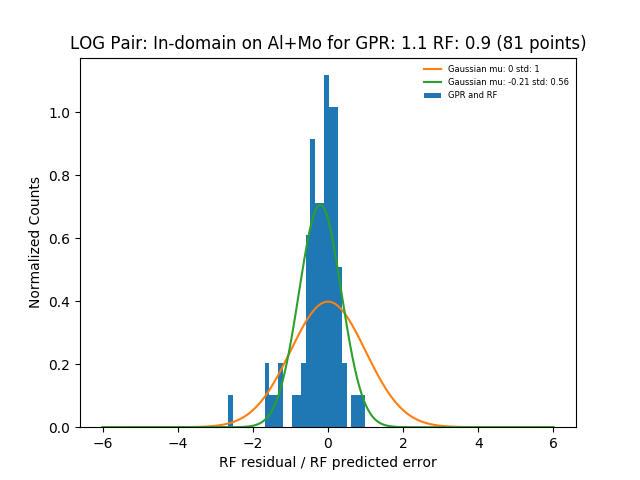 LOG Pair: In-domain on Al+Mo for GPR: 1.1 RF: 0.9 (81 points)
Gaussian mu: 0 std: 1
Gaussian mu: -0.21 std: 0.56
GPR and RF
Normalized Counts
1.0
0.8
0.6
0.4
0.2
0.0
−6 −4 −2 0 2 4 6
RF residual / RF predicted error